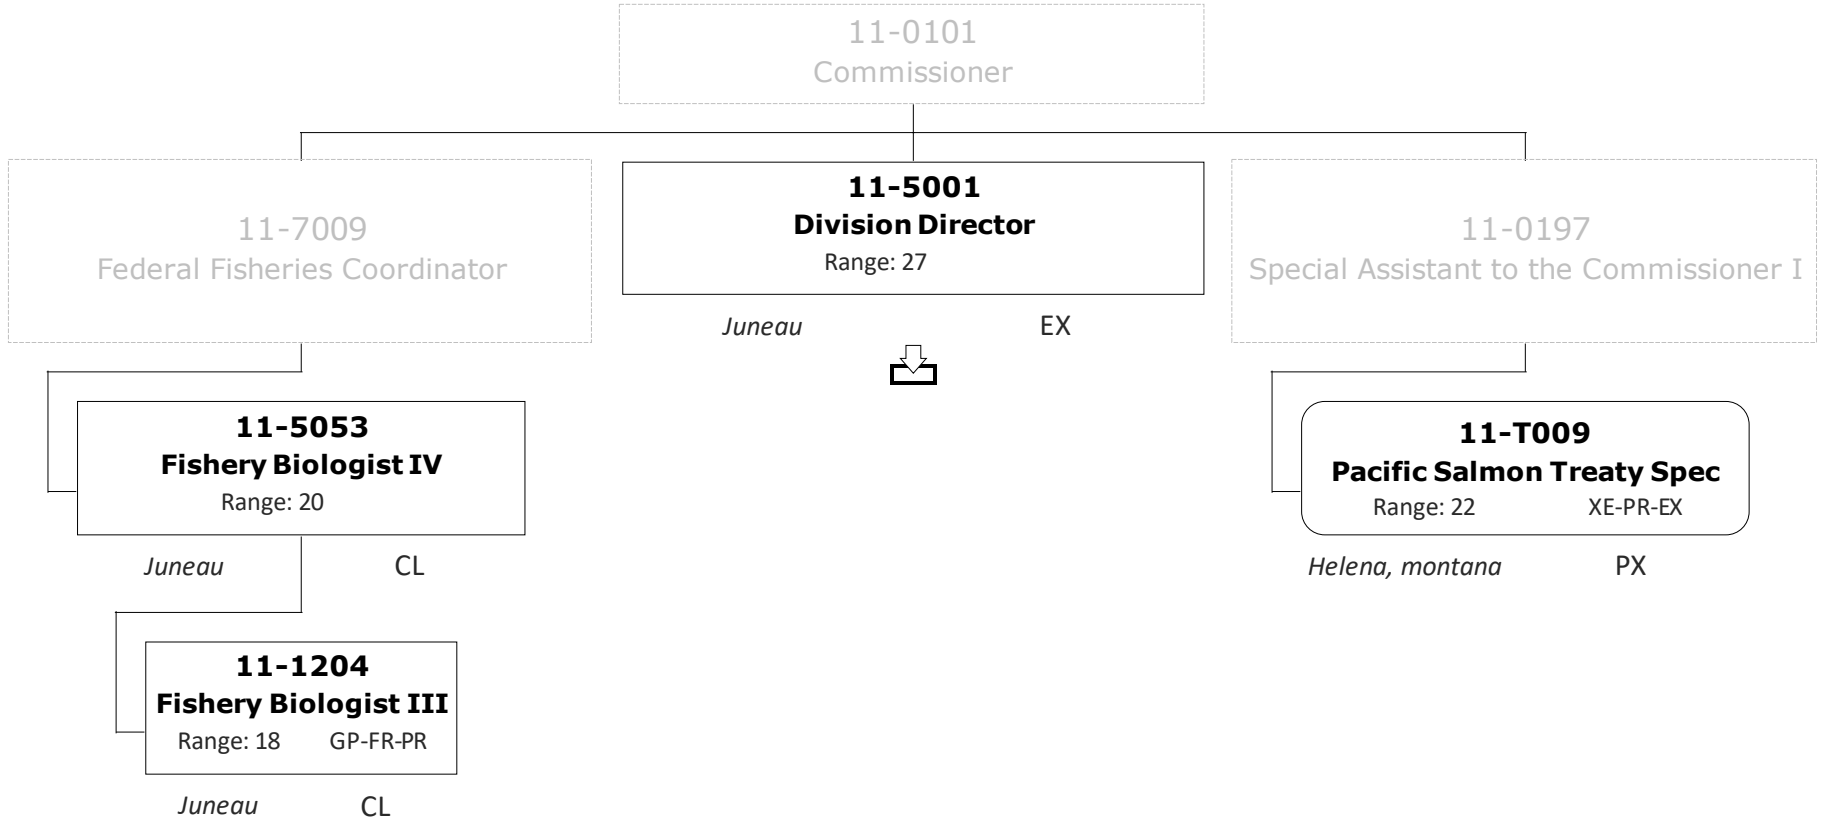 11-0101
Commissioner
11-7009
Federal Fisheries Coordinator
11-5001
Division Director
Range: 27
Juneau EX
11-0197
Special Assistant to the Commissioner I
11-5053
Fishery Biologist IV
Range: 20
Juneau CL
11-1204
Fishery Biologist III
Range: 18 GP-FR-PR
Juneau CL
11-T009
Pacific Salmon Treaty Spec
Range: 22 XE-PR-EX
Helena, montana PX